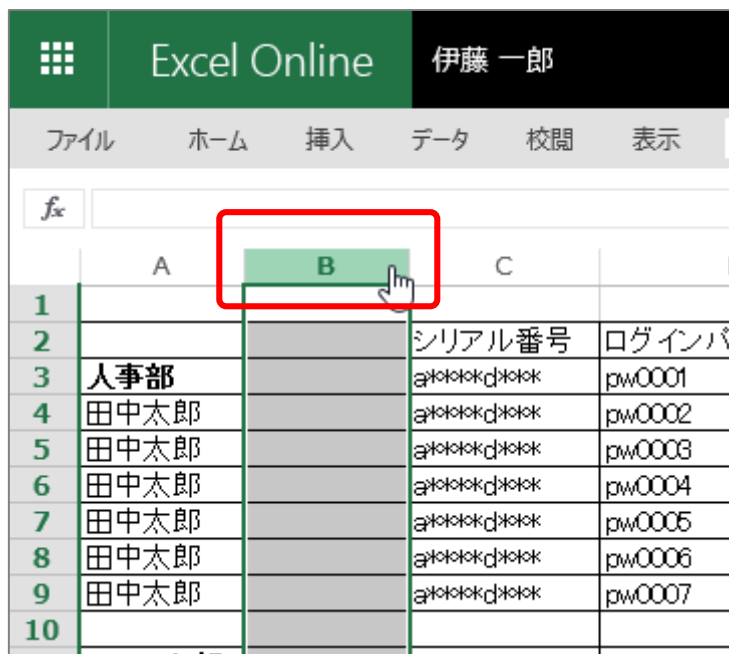 Excel Online 伊藤 一郎
ファイル ホーム 挿入 データ 校閲 表示
fx
A B C
1
2 シリアル番号 ログインパ
3 人事部 a*****d*** pw0001
4 田中太郎 a*****d*** pw0002
5 田中太郎 a*****d*** pw0003
6 田中太郎 a*****d*** pw0004
7 田中太郎 a*****d*** pw0005
8 田中太郎 a*****d*** pw0006
9 田中太郎 a*****d*** pw0007
10